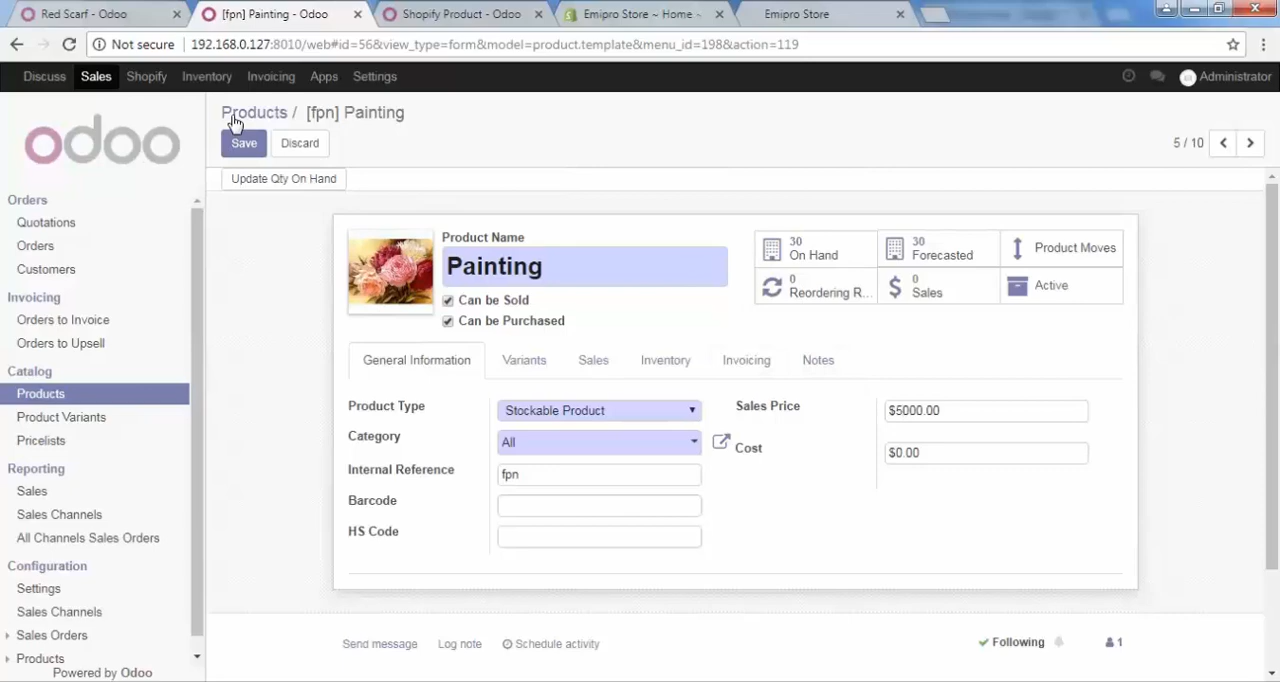 Red Scarf - Odoo
[fpn] Painting - Odoo
Shopify Product - Odoo
Emipro Store ~ Home -
Emipro Store
Not secure
192.168.0.127:8010/web#id=56&view_type=form&model=product.template&menu_id=198&action=119
Discuss
Sales
Shopify
Inventory
Invoicing
Apps
Settings
Administrator
odoo
Orders
Quotations
Orders
Customers
Invoicing
Orders to Invoice
Orders to Upsell
Catalog
Products
Product Variants
Pricelists
Reporting
Sales
Sales Channels
All Channels Sales Orders
Configuration
Settings
Sales Channels
Sales Orders
Products
Powered by Odoo
Products / [fpn] Painting
Save
Discard
5 / 10
Update Qty On Hand
Product Name
Painting
Can be Sold
Can be Purchased
30
On Hand
30
Forecasted
Product Moves
0
Reordering R...
0
Sales
Active
General Information
Variants
Sales
Inventory
Invoicing
Notes
Product Type
Stockable Product
Category
All
Internal Reference
fpn
Barcode
HS Code
Sales Price
$5000.00
Cost
$0.00
Send message
Log note
Schedule activity
Following
1